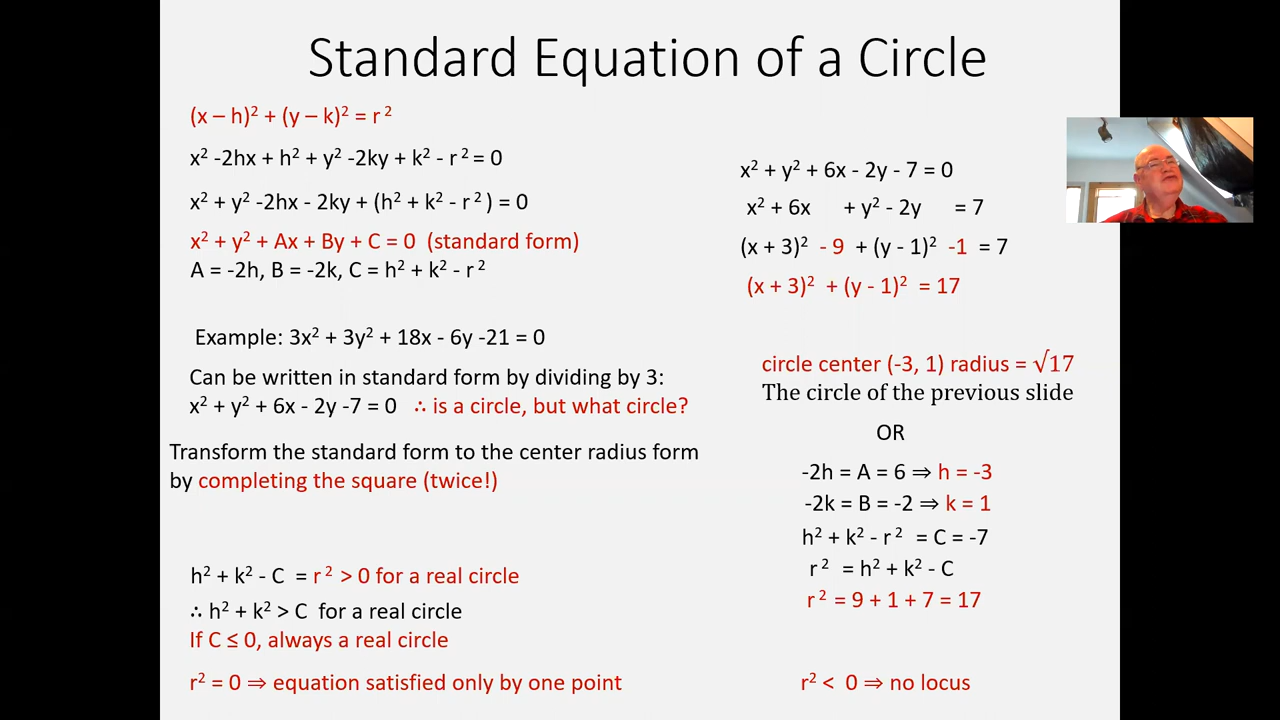 Standard Equation of a Circle
(x – h)² + (y – k)² = r ²
x² -2hx + h² + y² -2ky + k² - r ² = 0
x² + y² -2hx - 2ky + (h² + k² - r ² ) = 0
x² + y² + Ax + By + C = 0 (standard form)
A = -2h, B = -2k, C = h² + k² - r ²
Example: 3x² + 3y² + 18x - 6y -21 = 0
Can be written in standard form by dividing by 3:
x² + y² + 6x - 2y -7 = 0 ∴ is a circle, but what circle?
Transform the standard form to the center radius form
by completing the square (twice!)
h² + k² - C = r ² > 0 for a real circle
∴ h² + k² > C for a real circle
If C ≤ 0, always a real circle
r² = 0 ⇒ equation satisfied only by one point
x² + y² + 6x - 2y - 7 = 0
x² + 6x + y² - 2y = 7
(x + 3)² - 9 + (y - 1)² -1 = 7
(x + 3)² + (y - 1)² = 17
circle center (-3, 1) radius = √17
The circle of the previous slide
OR
-2h = A = 6 ⇒ h = -3
-2k = B = -2 ⇒ k = 1
h² + k² - r ² = C = -7
r ² = h² + k² - C
r ² = 9 + 1 + 7 = 17
r² < 0 ⇒ no locus